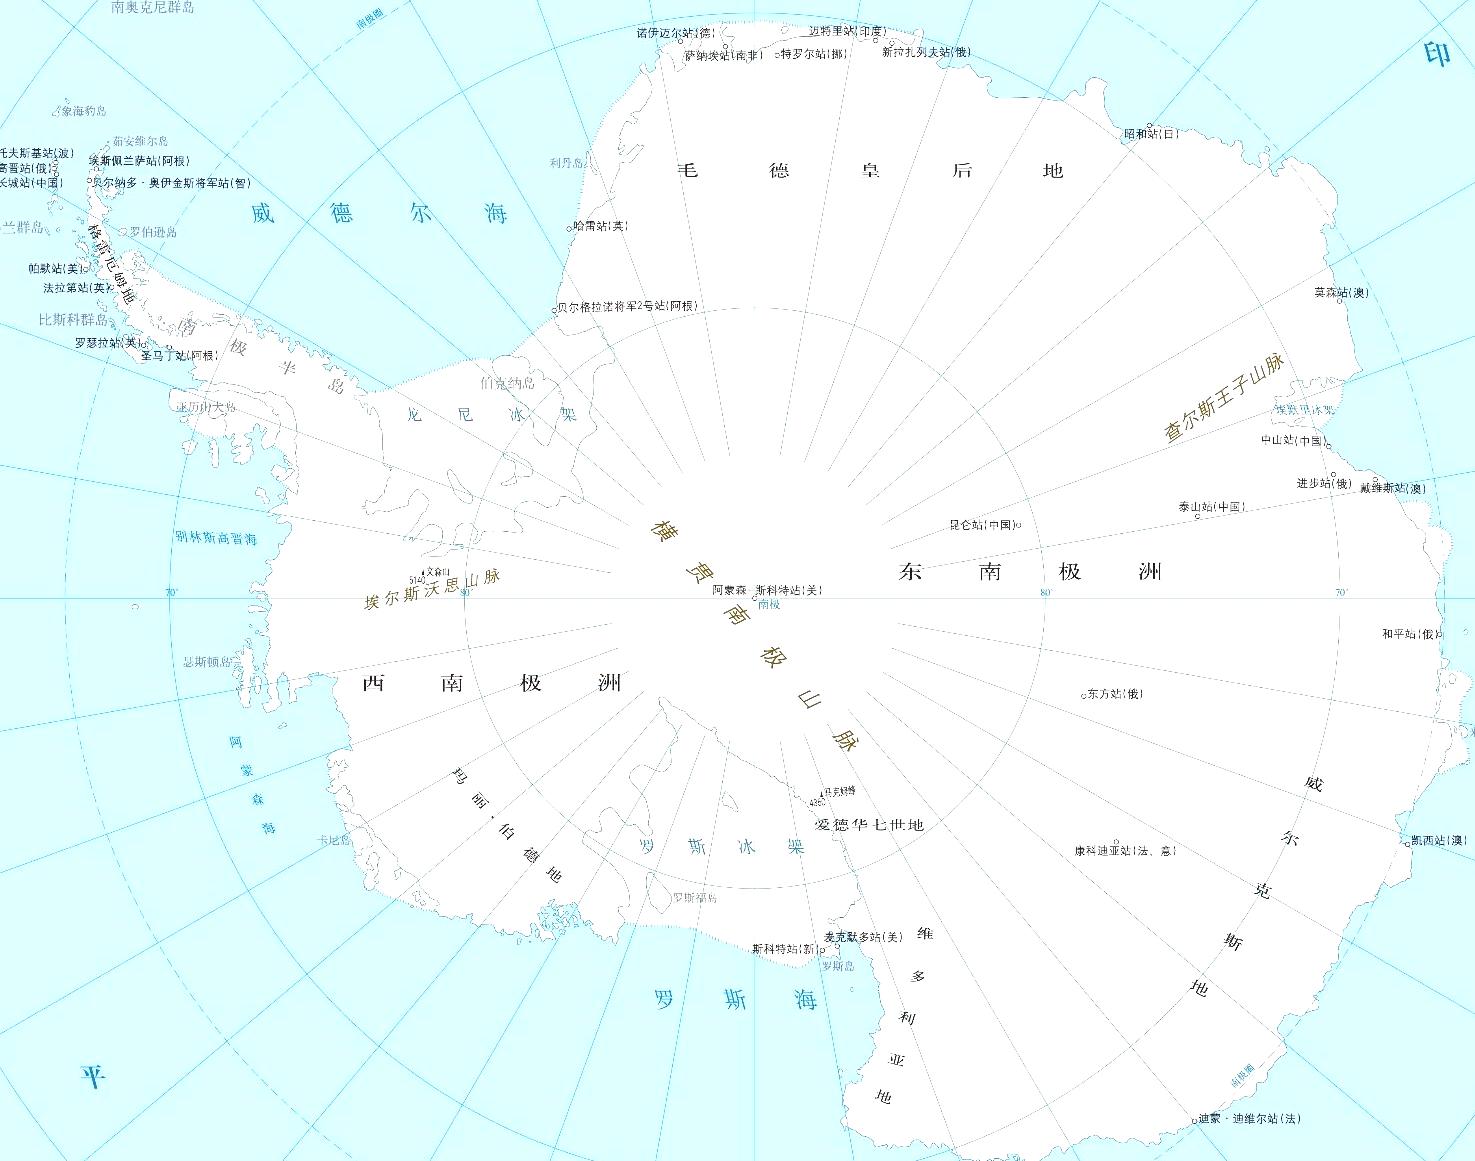 南奥克尼群岛
南极圈
诺伊迈尔站(德)
迈特里站(印度)
萨纳埃站(南非)
特罗尔站(挪)
新拉扎列夫站(俄)
印
象海豹岛
茹安维尔岛
昭和站(日)
托夫斯基站(波)
埃斯佩兰萨站(阿根)
高晋站(俄)
长城站(中国)
贝尔纳多·奥伊金斯将军站(智)
利丹岛
毛德皇后地
威德尔海
兰群岛
罗伯逊岛
哈雷站(英)
格雷厄姆地
帕默站(美)
法拉第站(英)
莫森站(澳)
贝尔格拉诺将军2号站(阿根)
比斯科群岛
南极半岛
罗瑟拉站(英)
圣马丁站(阿根)
伯克纳岛
查尔斯王子山脉
亚历山大岛
龙尼冰架
埃默里冰架
中山站(中国)
进步站(俄)
戴维斯站(澳)
泰山站(中国)
昆仑站(中国)
别林斯高晋海
横贯南极山脉
文森山
5140
埃尔斯沃思山脉
东南极洲
70°
80°
阿蒙森-斯科特站(美)
南极
80°
70°
和平站(俄)
瑟斯顿岛
西南极洲
东方站(俄)
阿蒙森海
玛丽·伯德地
马克姆峰
4350
爱德华七世地
威尔克斯地
卡尼岛
罗斯冰架
康科迪亚站(法、意)
凯西站(澳)
罗斯福岛
麦克默多站(美)
斯科特站(新)
罗斯岛
维多利亚地
罗斯海
平
南极圈
迪蒙·迪维尔站(法)